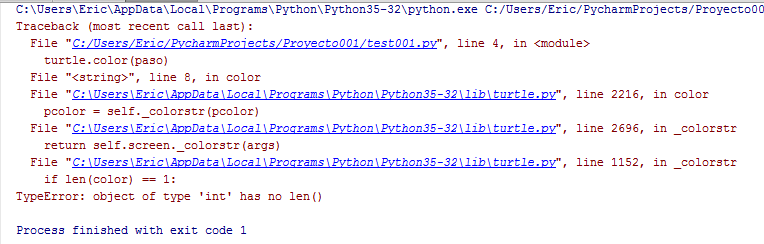 C:\Users\Eric\AppData\Local\Programs\Python\Python35-32\python.exe C:/Users/Eric/PycharmProjects/Proyecto00
Traceback (most recent call last):
File "C:/Users/Eric/PycharmProjects/Proyecto001/test001.py", line 4, in <module>
turtle.color(paso)
File "<string>", line 8, in color
File "C:\Users\Eric\AppData\Local\Programs\Python\Python35-32\lib\turtle.py", line 2216, in color
pcolor = self._colorstr(pcolor)
File "C:\Users\Eric\AppData\Local\Programs\Python\Python35-32\lib\turtle.py", line 2696, in _colorstr
return self.screen._colorstr(args)
File "C:\Users\Eric\AppData\Local\Programs\Python\Python35-32\lib\turtle.py", line 1152, in _colorstr
if len(color) == 1:
TypeError: object of type 'int' has no len()
Process finished with exit code 1